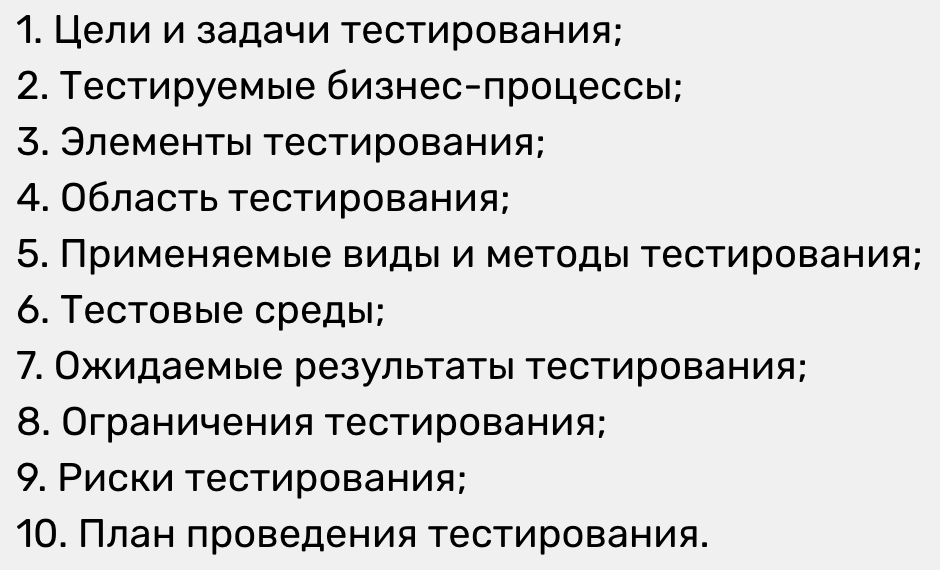 1. Цели и задачи тестирования;
2. Тестируемые бизнес-процессы;
3. Элементы тестирования;
4. Область тестирования;
5. Применяемые виды и методы тестирования;
6. Тестовые среды;
7. Ожидаемые результаты тестирования;
8. Ограничения тестирования;
9. Риски тестирования;
10. План проведения тестирования.